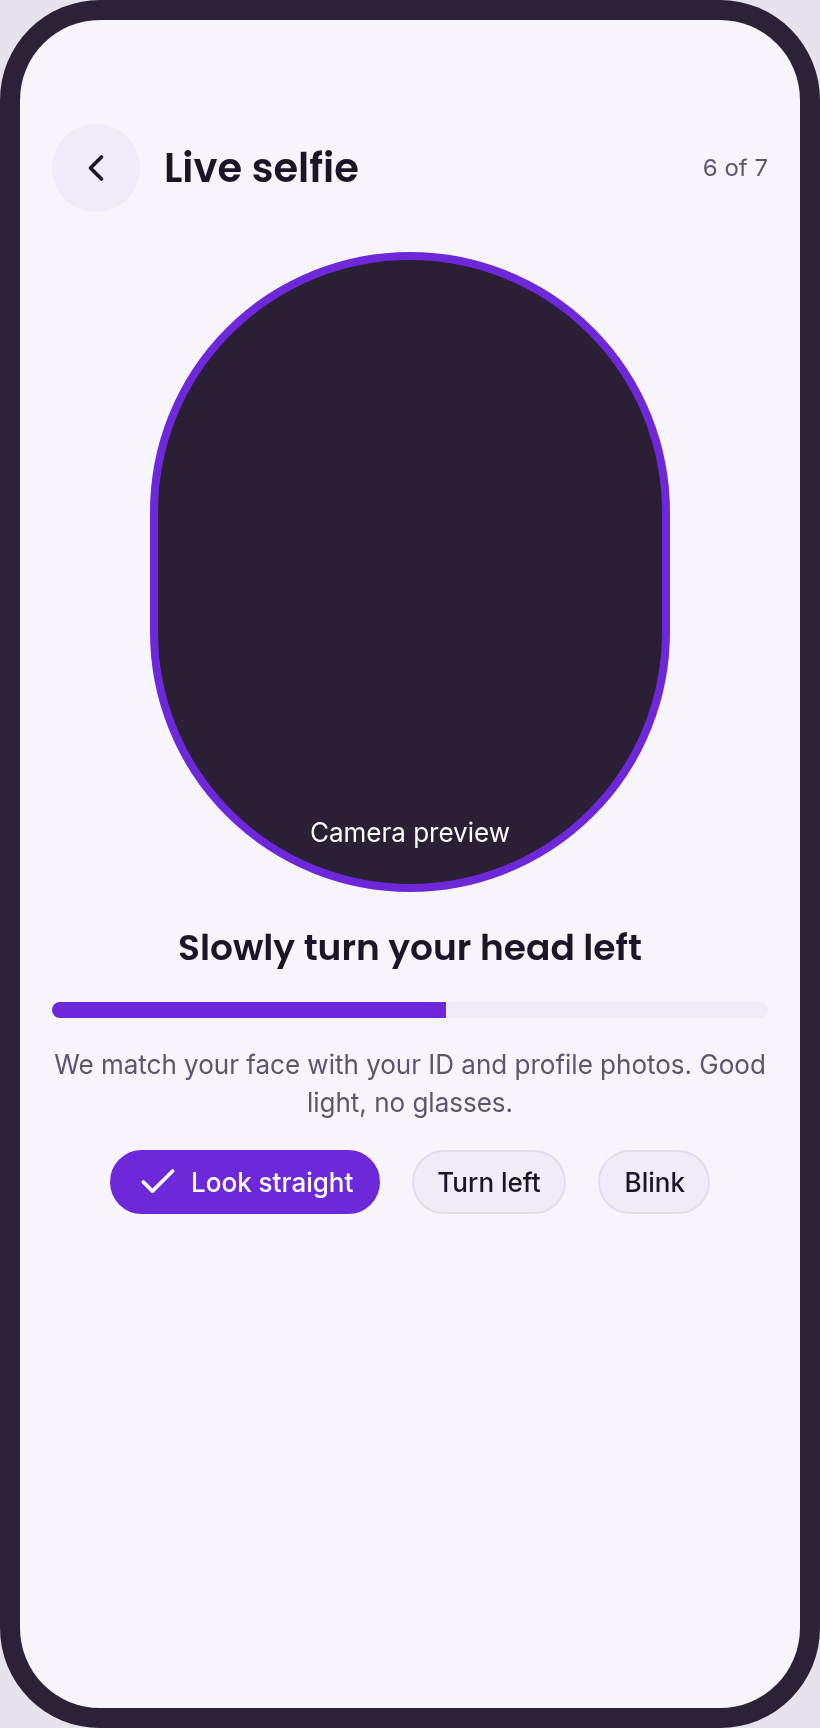 Live selfie
6 of 7
Camera preview
Slowly turn your head left
We match your face with your ID and profile photos. Good
light, no glasses.
Look straight
Turn left
Blink